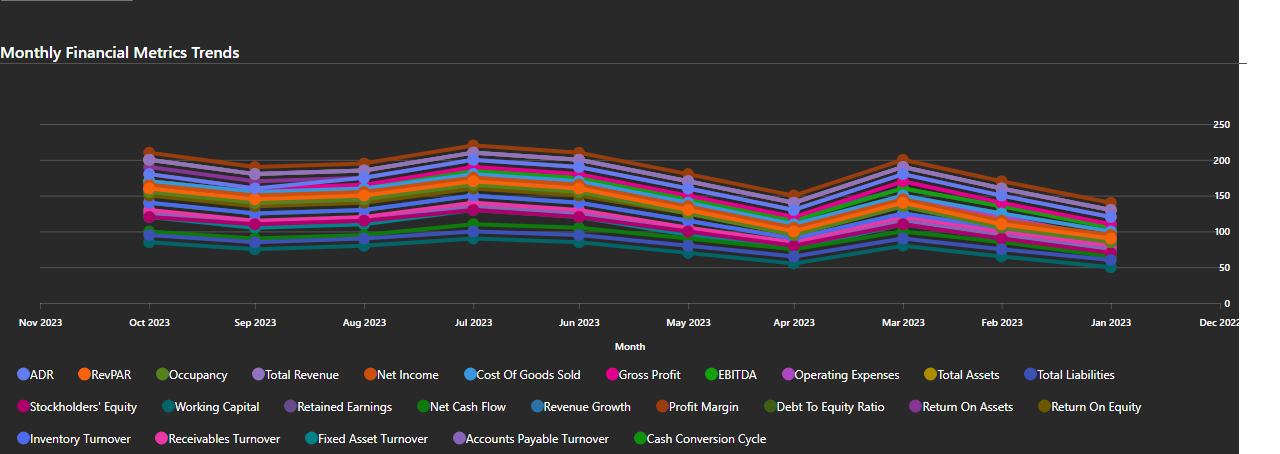 Monthly Financial Metrics Trends
250
200
150
100
50
0
Nov 2023 Oct 2023 Sep 2023 Aug 2023 Jul 2023 Jun 2023 May 2023 Apr 2023 Mar 2023 Feb 2023 Jan 2023 Dec 2022
Month
ADR RevPAR Occupancy Total Revenue Net Income Cost Of Goods Sold Gross Profit EBITDA Operating Expenses Total Assets Total Liabilities
Stockholders' Equity Working Capital Retained Earnings Net Cash Flow Revenue Growth Profit Margin Debt To Equity Ratio Return On Assets Return On Equity
Inventory Turnover Receivables Turnover Fixed Asset Turnover Accounts Payable Turnover Cash Conversion Cycle